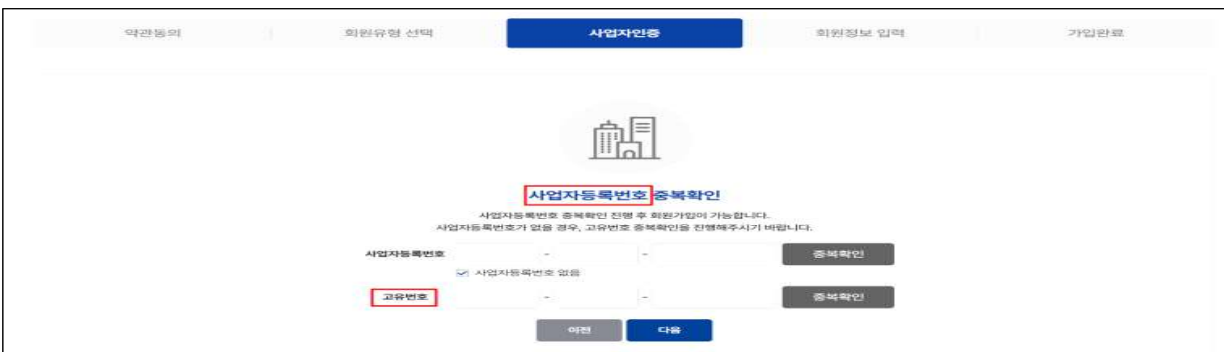 약관동의 회원유형 선택 사업자인증 회원정보 입력 가입완료
사업자등록번호 중복확인
사업자등록번호 중복확인 진행 후 회원가입이 가능합니다.
사업자등록번호가 없을 경우, 고유번호 중복확인을 진행해주시기 바랍니다.
사업자등록번호 - - 중복확인
사업자등록번호 없음
고유번호 - - 중복확인
이전 다음